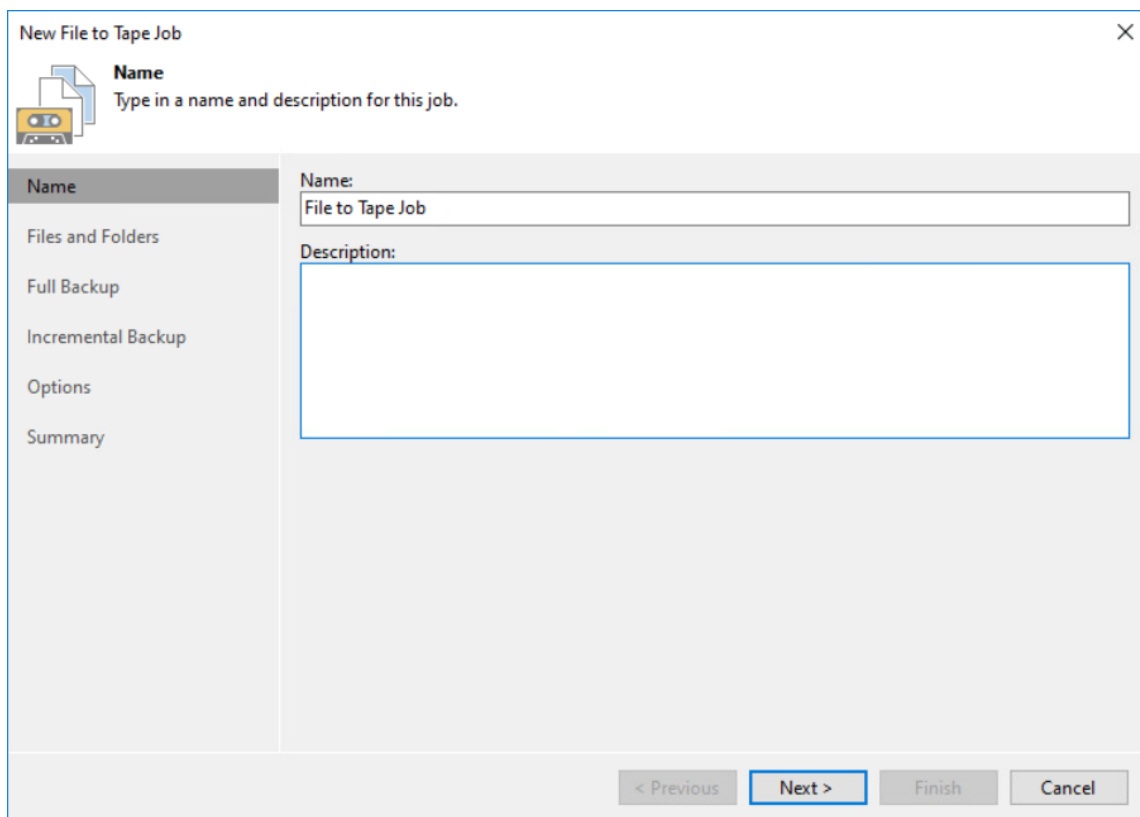 New File to Tape Job
Name
Type in a name and description for this job.
Name
Files and Folders
Full Backup
Incremental Backup
Options
Summary
Name:
File to Tape Job
Description:
< Previous
Next >
Finish
Cancel